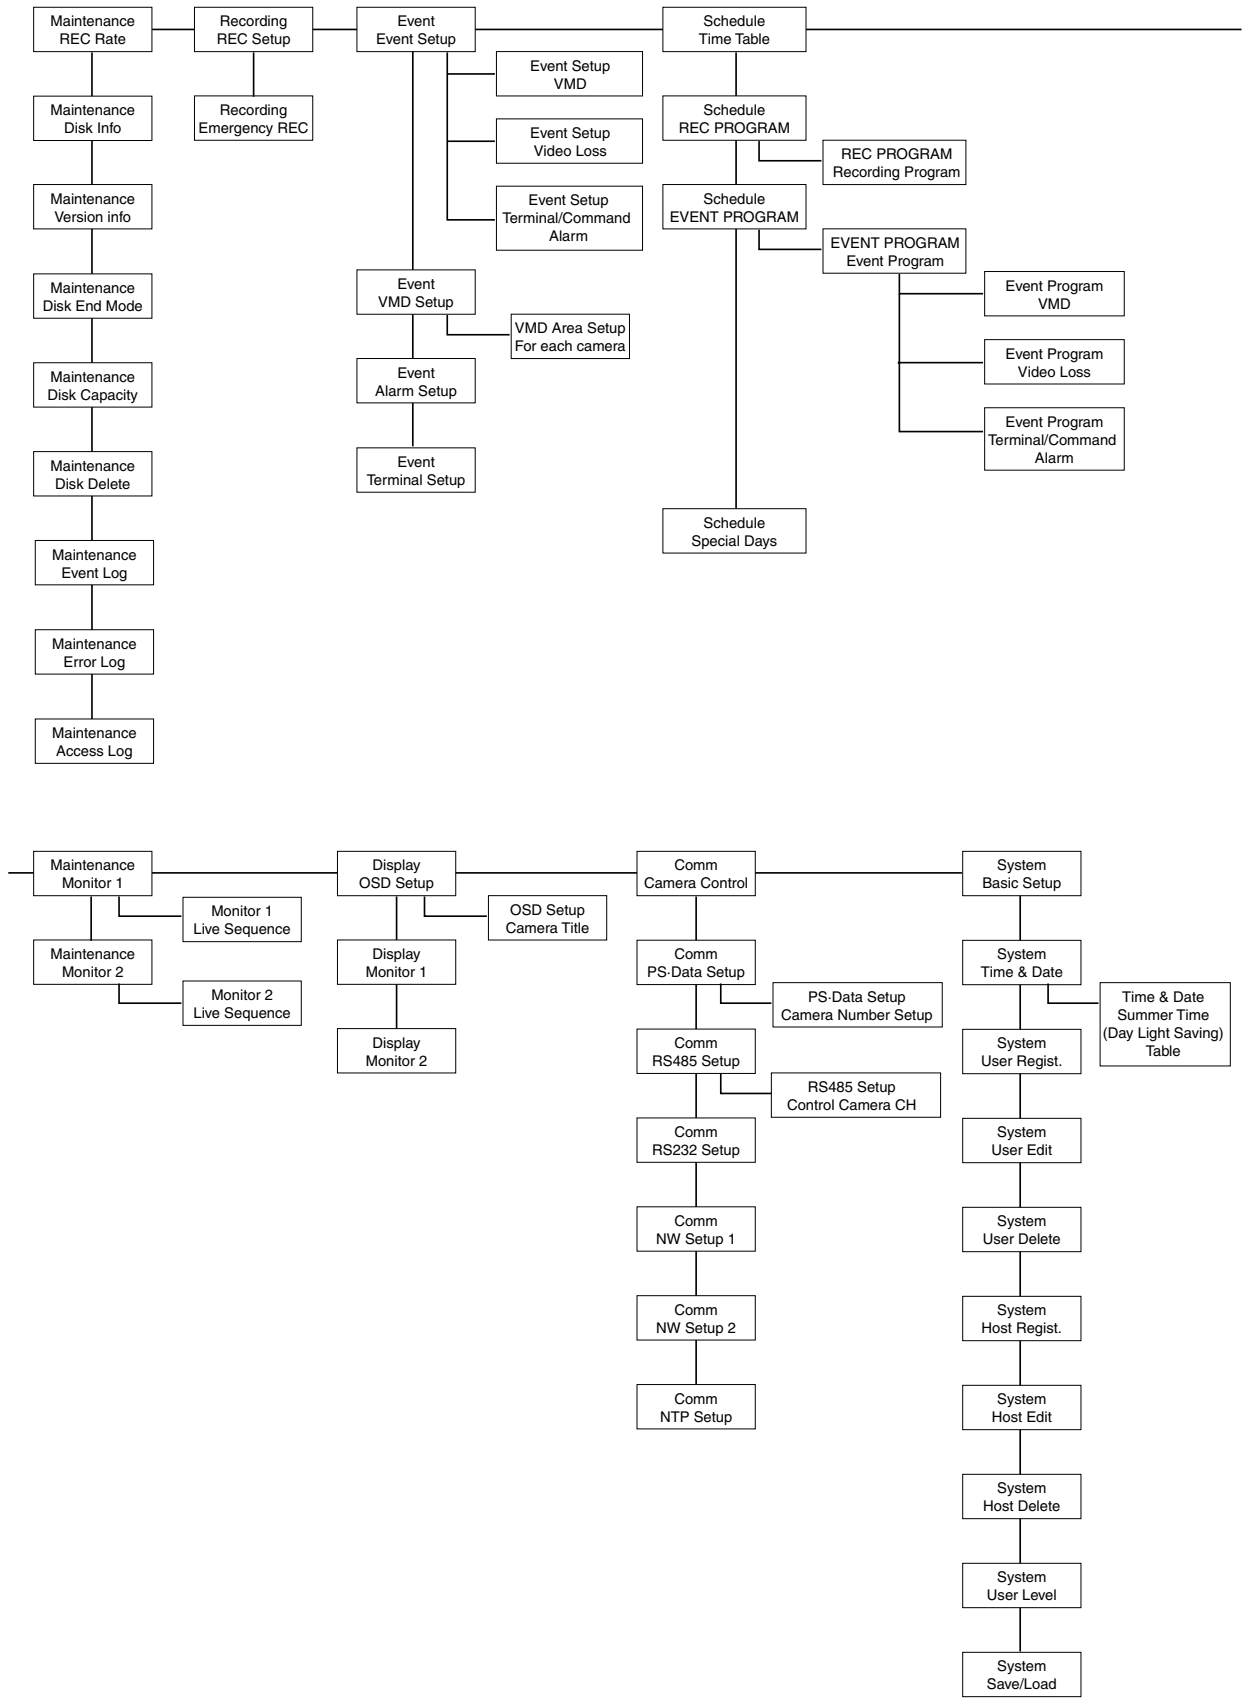 Maintenance
REC Rate
Recording
REC Setup
Event
Event Setup
Schedule
Time Table
Event Setup
VMD
Maintenance
Disk Info
Recording
Emergency REC
Event Setup
Video Loss
Schedule
REC PROGRAM
REC PROGRAM
Recording Program
Maintenance
Version info
Event Setup
Terminal/Command
Alarm
Schedule
EVENT PROGRAM
EVENT PROGRAM
Event Program
Maintenance
Disk End Mode
Event
VMD Setup
Event Program
VMD
VMD Area Setup
For each camera
Event Program
Video Loss
Maintenance
Disk Capacity
Event
Alarm Setup
Event Program
Terminal/Command
Alarm
Maintenance
Disk Delete
Event
Terminal Setup
Schedule
Special Days
Maintenance
Event Log
Maintenance
Error Log
Maintenance
Access Log
Maintenance
Monitor 1
Display
OSD Setup
Comm
Camera Control
System
Basic Setup
Monitor 1
Live Sequence
OSD Setup
Camera Title
Maintenance
Monitor 2
Display
Monitor 1
Comm
PS·Data Setup
System
Time & Date
Monitor 2
Live Sequence
PS·Data Setup
Camera Number Setup
Time & Date
Summer Time
(Day Light Saving)
Table
Display
Monitor 2
Comm
RS485 Setup
System
User Regist.
RS485 Setup
Control Camera CH
Comm
RS232 Setup
System
User Edit
Comm
NW Setup 1
System
User Delete
Comm
NW Setup 2
System
Host Regist.
Comm
NTP Setup
System
Host Edit
System
Host Delete
System
User Level
System
Save/Load